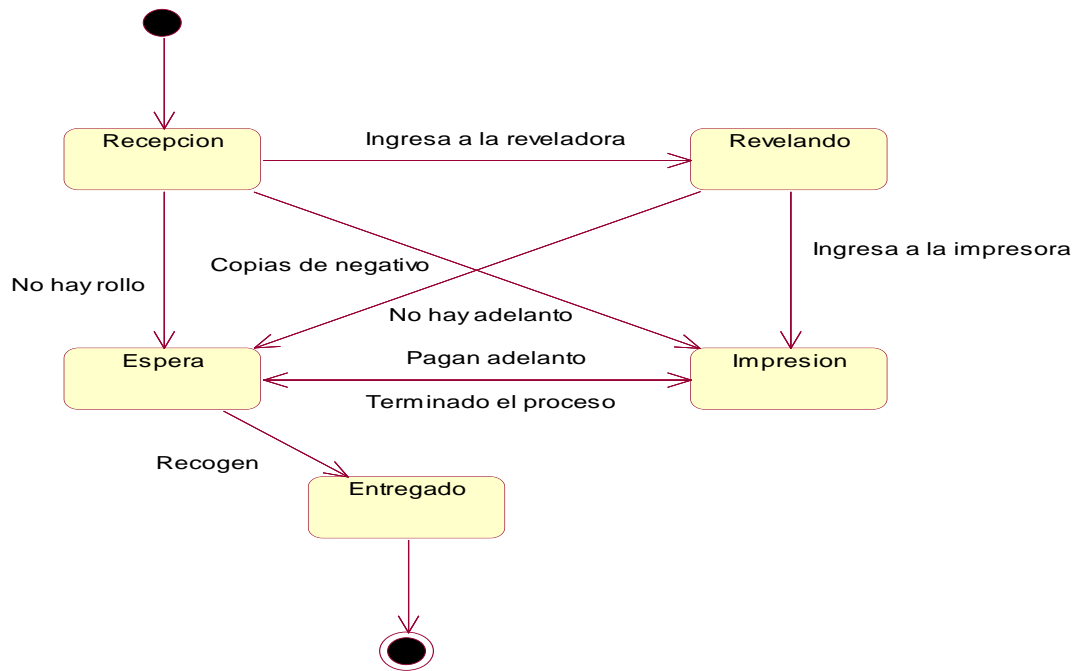 Recepcion
Ingresa a la reveladora
Revelando
Ingresa a la impresora
Copias de negativo
No hay rollo
No hay adelanto
Espera
Pagan adelanto
Impresion
Terminado el proceso
Recogen
Entregado